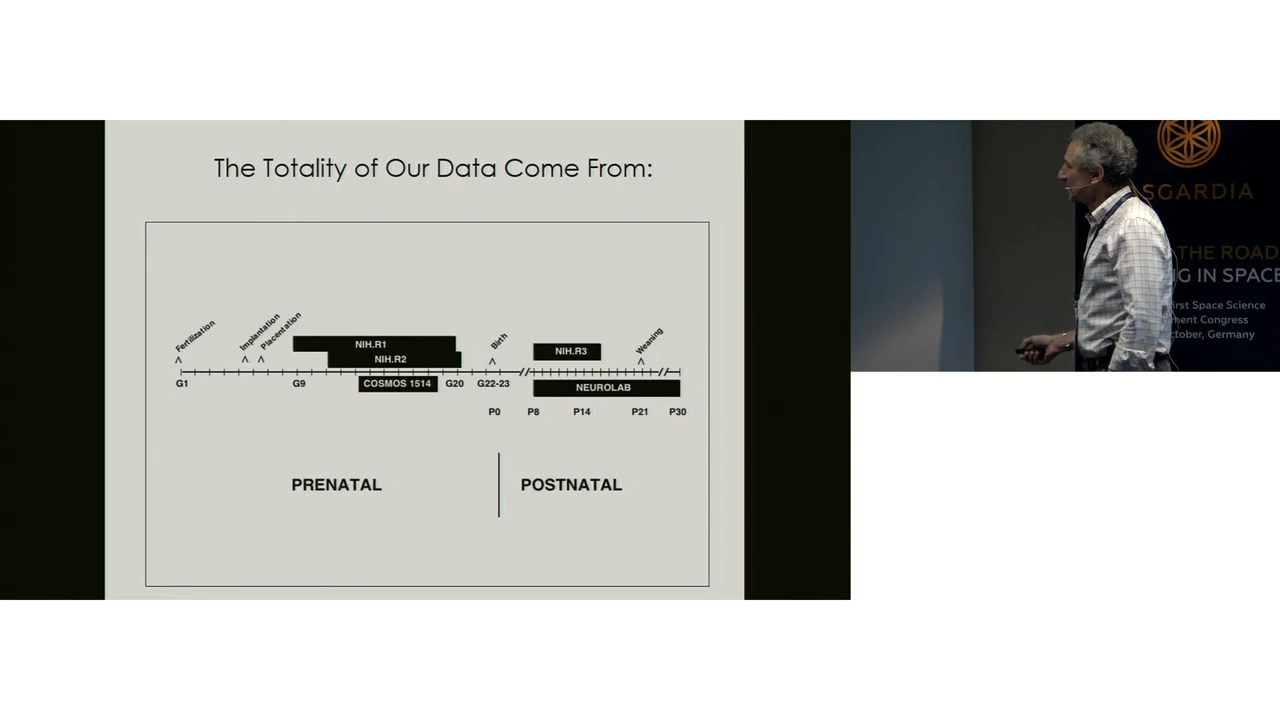 The Totality of Our Data Come From:
Fertilization
Implantation
Placentation
NIH.R1
NIH.R2
Birth
NIH.R3
Weaning
G1
G9
COSMOS 1514
G20
G22-23
NEUROLAB
P0
P8
P14
P21
P30
PRENATAL
POSTNATAL
SGARDIA
THE ROAD
G IN SPACE
irst Space Science
ment Congress
ctober, Germany